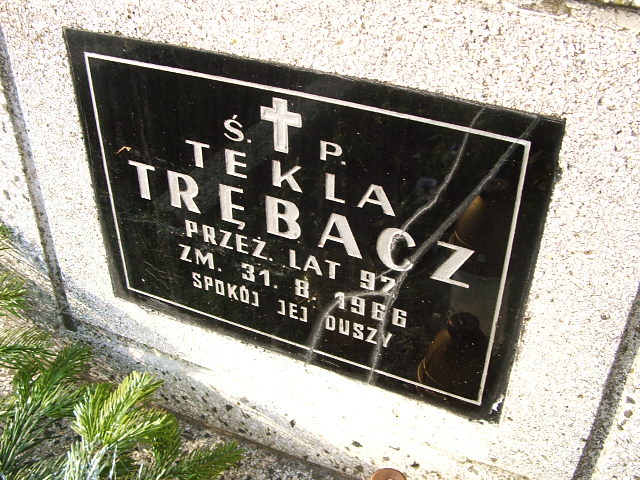 Ś. P.
TEKLA
TRĘBACZ
PRZEŻ. LAT 92
ZM. 31. 8. 1966
SPOKÓJ JEJ DUSZY